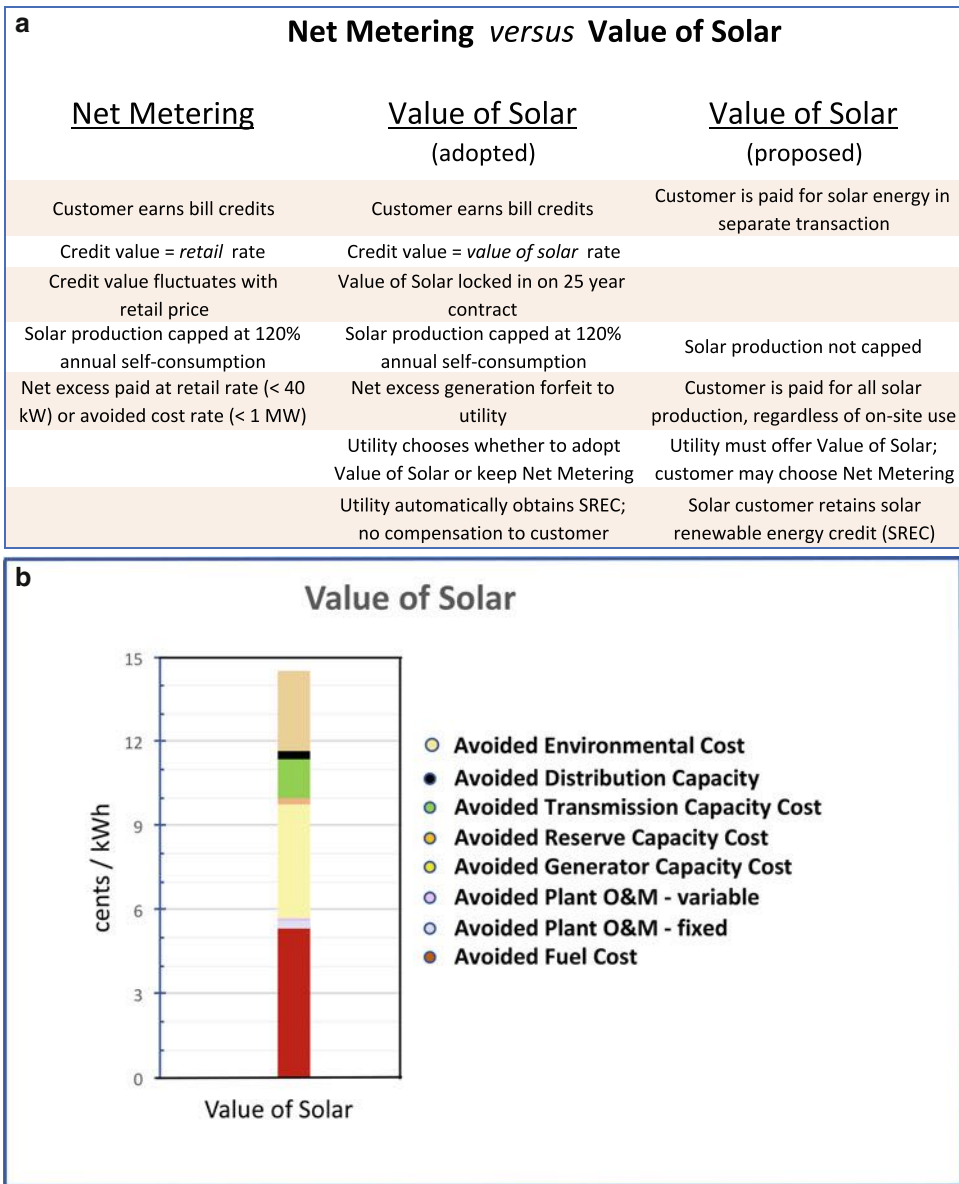 a
Net Metering versus Value of Solar
Net Metering
Value of Solar
(adopted)
Value of Solar
(proposed)
Customer earns bill credits
Customer earns bill credits
Customer is paid for solar energy in
separate transaction
Credit value = retail rate
Credit value = value of solar rate
Credit value fluctuates with
retail price
Value of Solar locked in on 25 year
contract
Solar production capped at 120%
annual self-consumption
Solar production capped at 120%
annual self-consumption
Solar production not capped
Net excess paid at retail rate (< 40
kW) or avoided cost rate (< 1 MW)
Net excess generation forfeit to
utility
Customer is paid for all solar
production, regardless of on-site use
Utility chooses whether to adopt
Value of Solar or keep Net Metering
Utility must offer Value of Solar;
customer may choose Net Metering
Utility automatically obtains SREC;
no compensation to customer
Solar customer retains solar
renewable energy credit (SREC)
b
Value of Solar
15
12
9
6
3
0
cents / kWh
Value of Solar
Avoided Environmental Cost
Avoided Distribution Capacity
Avoided Transmission Capacity Cost
Avoided Reserve Capacity Cost
Avoided Generator Capacity Cost
Avoided Plant O&M - variable
Avoided Plant O&M - fixed
Avoided Fuel Cost